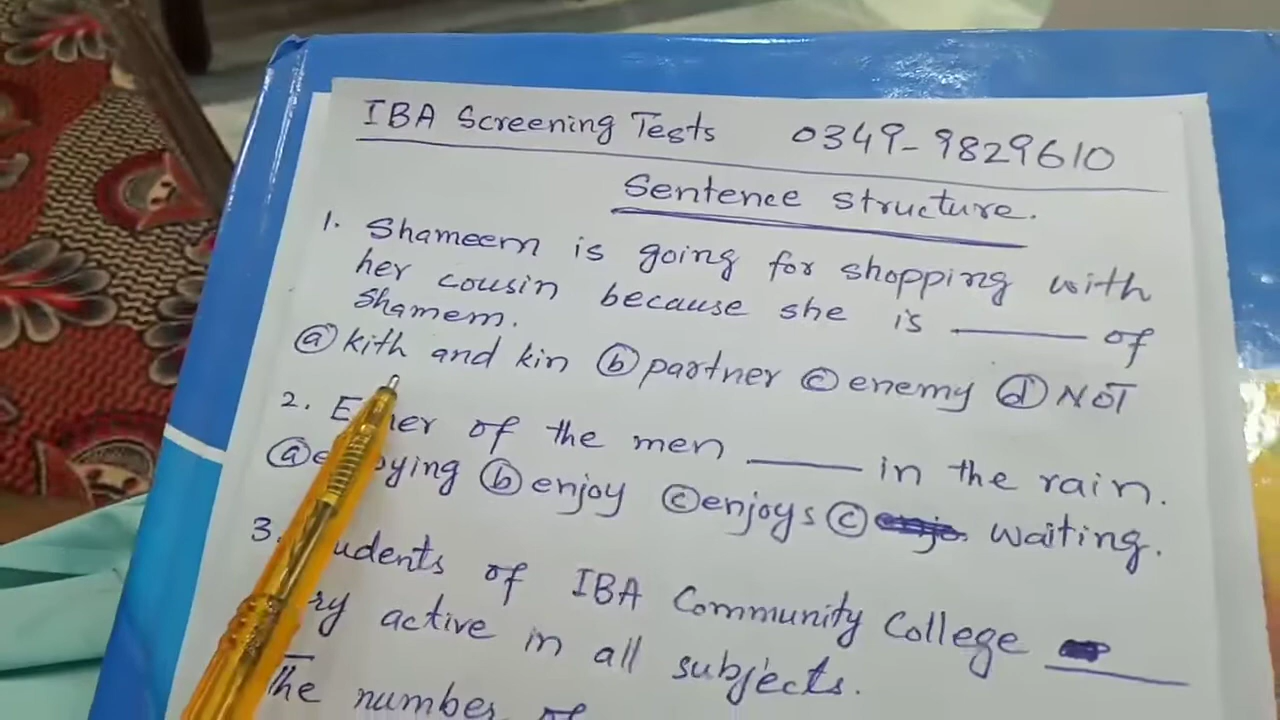 IBA Screening Tests 0349-9829610
Sentence structure.
1. Shameem is going for shopping with
her cousin because she is ______ of
Shamem.
ⓐ kith and kin ⓑ partner ⓒ enemy ⓓ NOT
2. of the men ______ in the rain.
ⓐ ⓑ enjoy ⓒ enjoys ⓒ waiting.
3. of IBA Community College ______
active in all subjects.
The number of